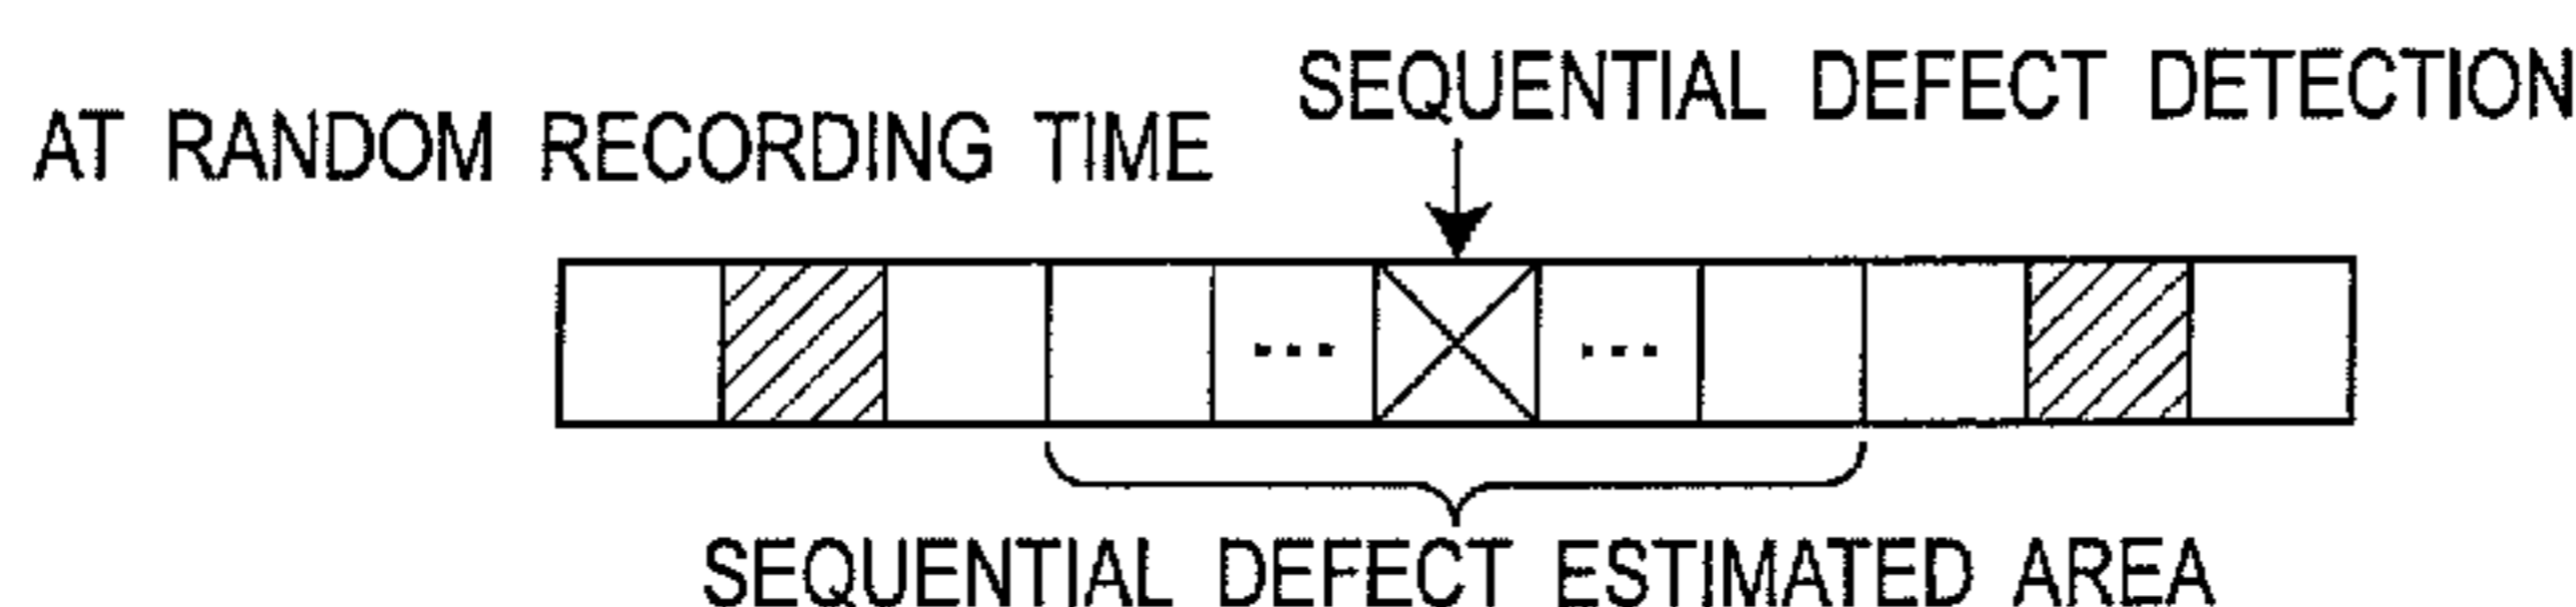 SEQUENTIAL DEFECT DETECTION
AT RANDOM RECORDING TIME
... ...
SEQUENTIAL DEFECT ESTIMATED AREA